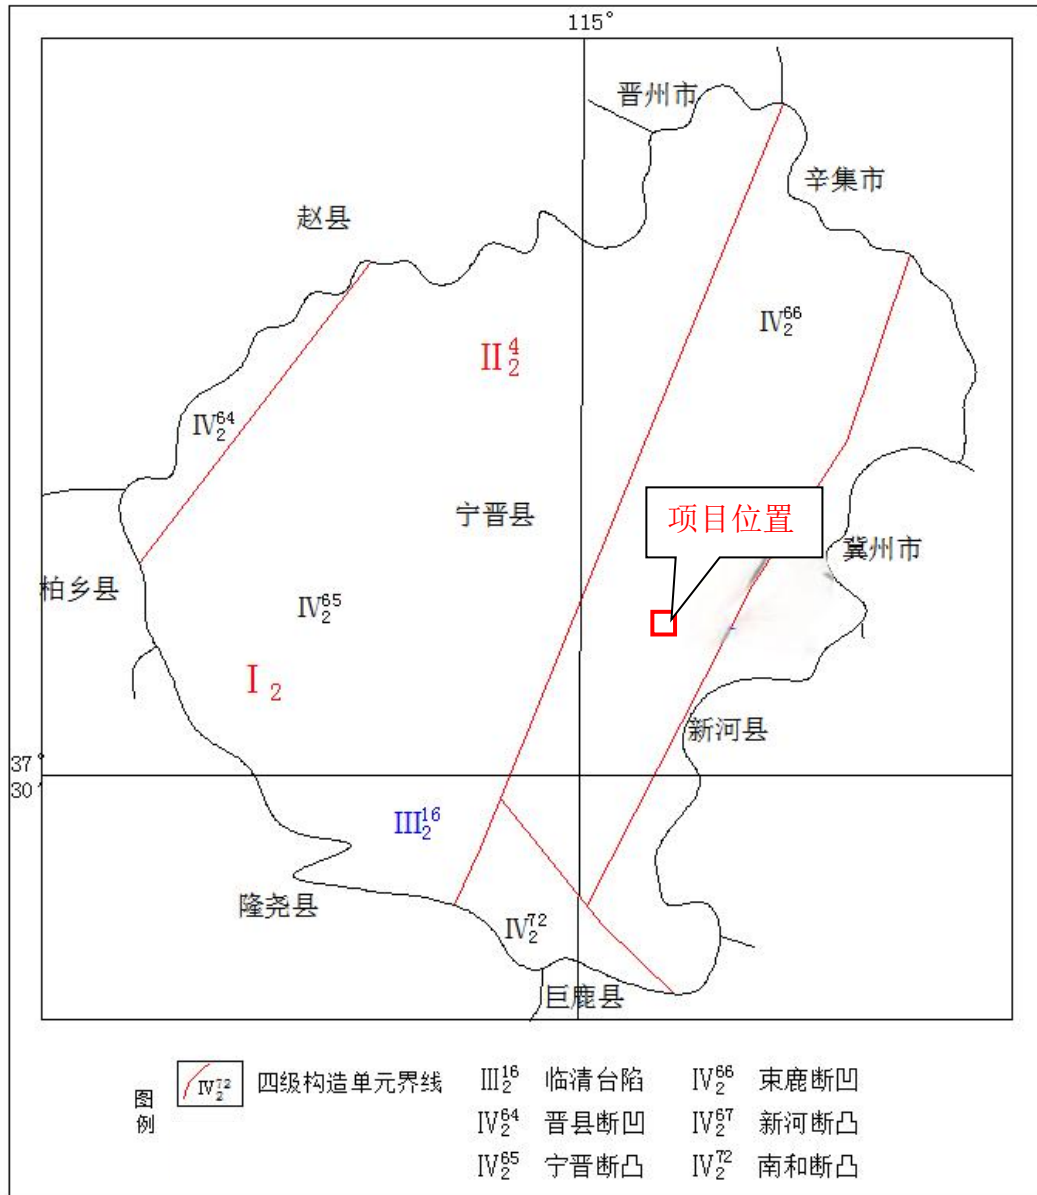 115°
晋州市
辛集市
赵县
Ⅳ₂⁶⁶
Ⅱ₂⁴
Ⅳ₂⁶⁴
宁晋县
项目位置
冀州市
柏乡县
Ⅳ₂⁶⁵
Ⅰ₂
新河县
37°
30′
Ⅲ₂¹⁶
隆尧县
Ⅳ₂⁷²
巨鹿县
图例
Ⅳ₂⁷² 四级构造单元界线
Ⅲ₂¹⁶ 临清台陷 Ⅳ₂⁶⁶ 束鹿断凹
Ⅳ₂⁶⁴ 晋县断凹 Ⅳ₂⁶⁷ 新河断凸
Ⅳ₂⁶⁵ 宁晋断凸 Ⅳ₂⁷² 南和断凸